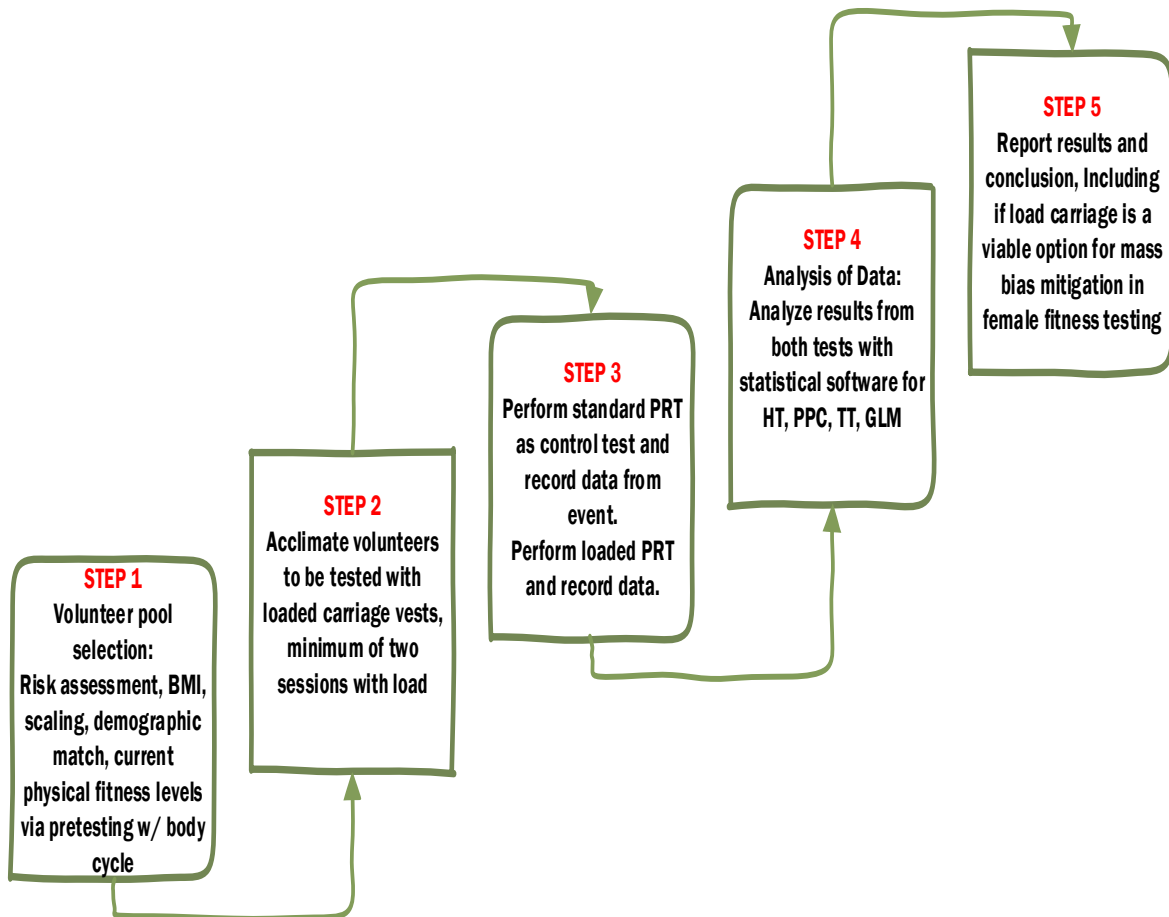 STEP 1
Volunteer pool
selection:
Risk assessment, BMI,
scaling, demographic
match, current
physical fitness levels
via pretesting w/ body
cycle
STEP 2
Acclimate volunteers
to be tested with
loaded carriage vests,
minimum of two
sessions with load
STEP 3
Perform standard PRT
as control test and
record data from
event.
Perform loaded PRT
and record data.
STEP 4
Analysis of Data:
Analyze results from
both tests with
statistical software for
HT, PPC, TT, GLM
STEP 5
Report results and
conclusion, Including
if load carriage is a
viable option for mass
bias mitigation in
female fitness testing